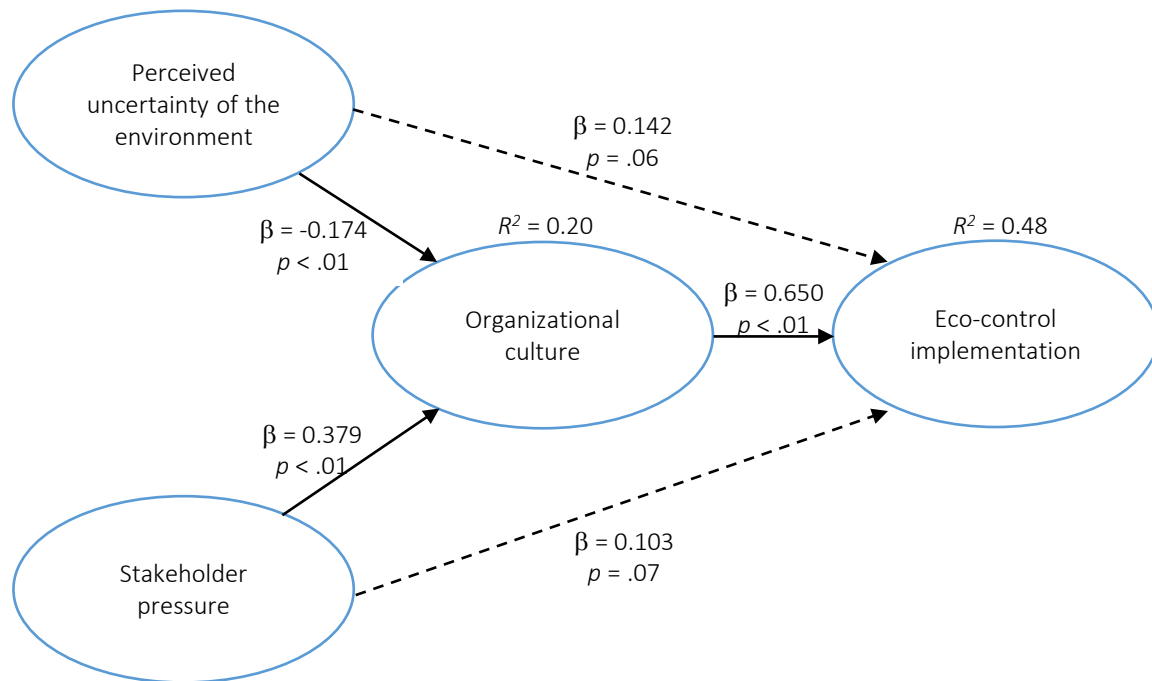 Perceived
uncertainty of the
environment
β = 0.142
p = .06
β = -0.174
p < .01
R² = 0.20
R² = 0.48
Organizational
culture
β = 0.650
p < .01
Eco-control
implementation
β = 0.379
p < .01
Stakeholder
pressure
β = 0.103
p = .07